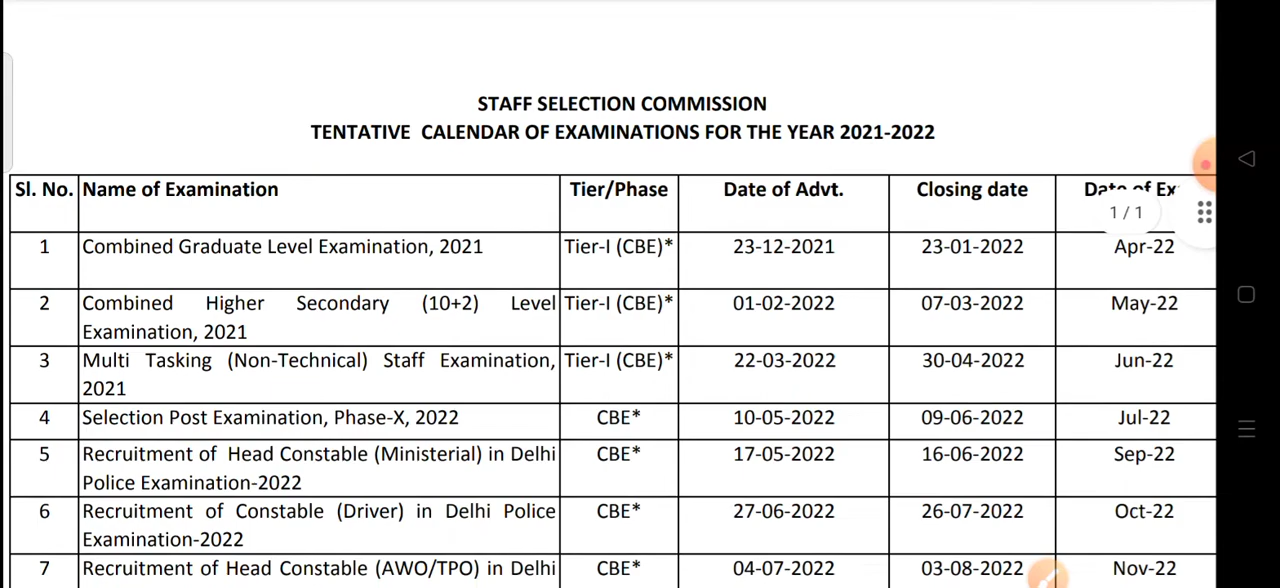 STAFF SELECTION COMMISSION
TENTATIVE CALENDAR OF EXAMINATIONS FOR THE YEAR 2021-2022
Sl. No. Name of Examination Tier/Phase Date of Advt. Closing date Date of Ex
1/1
1 Combined Graduate Level Examination, 2021 Tier-I (CBE)* 23-12-2021 23-01-2022 Apr-22
2 Combined Higher Secondary (10+2) Level Tier-I (CBE)* 01-02-2022 07-03-2022 May-22
Examination, 2021
3 Multi Tasking (Non-Technical) Staff Examination, Tier-I (CBE)* 22-03-2022 30-04-2022 Jun-22
2021
4 Selection Post Examination, Phase-X, 2022 CBE* 10-05-2022 09-06-2022 Jul-22
5 Recruitment of Head Constable (Ministerial) in Delhi CBE* 17-05-2022 16-06-2022 Sep-22
Police Examination-2022
6 Recruitment of Constable (Driver) in Delhi Police CBE* 27-06-2022 26-07-2022 Oct-22
Examination-2022
7 Recruitment of Head Constable (AWO/TPO) in Delhi CBE* 04-07-2022 03-08-2022 Nov-22